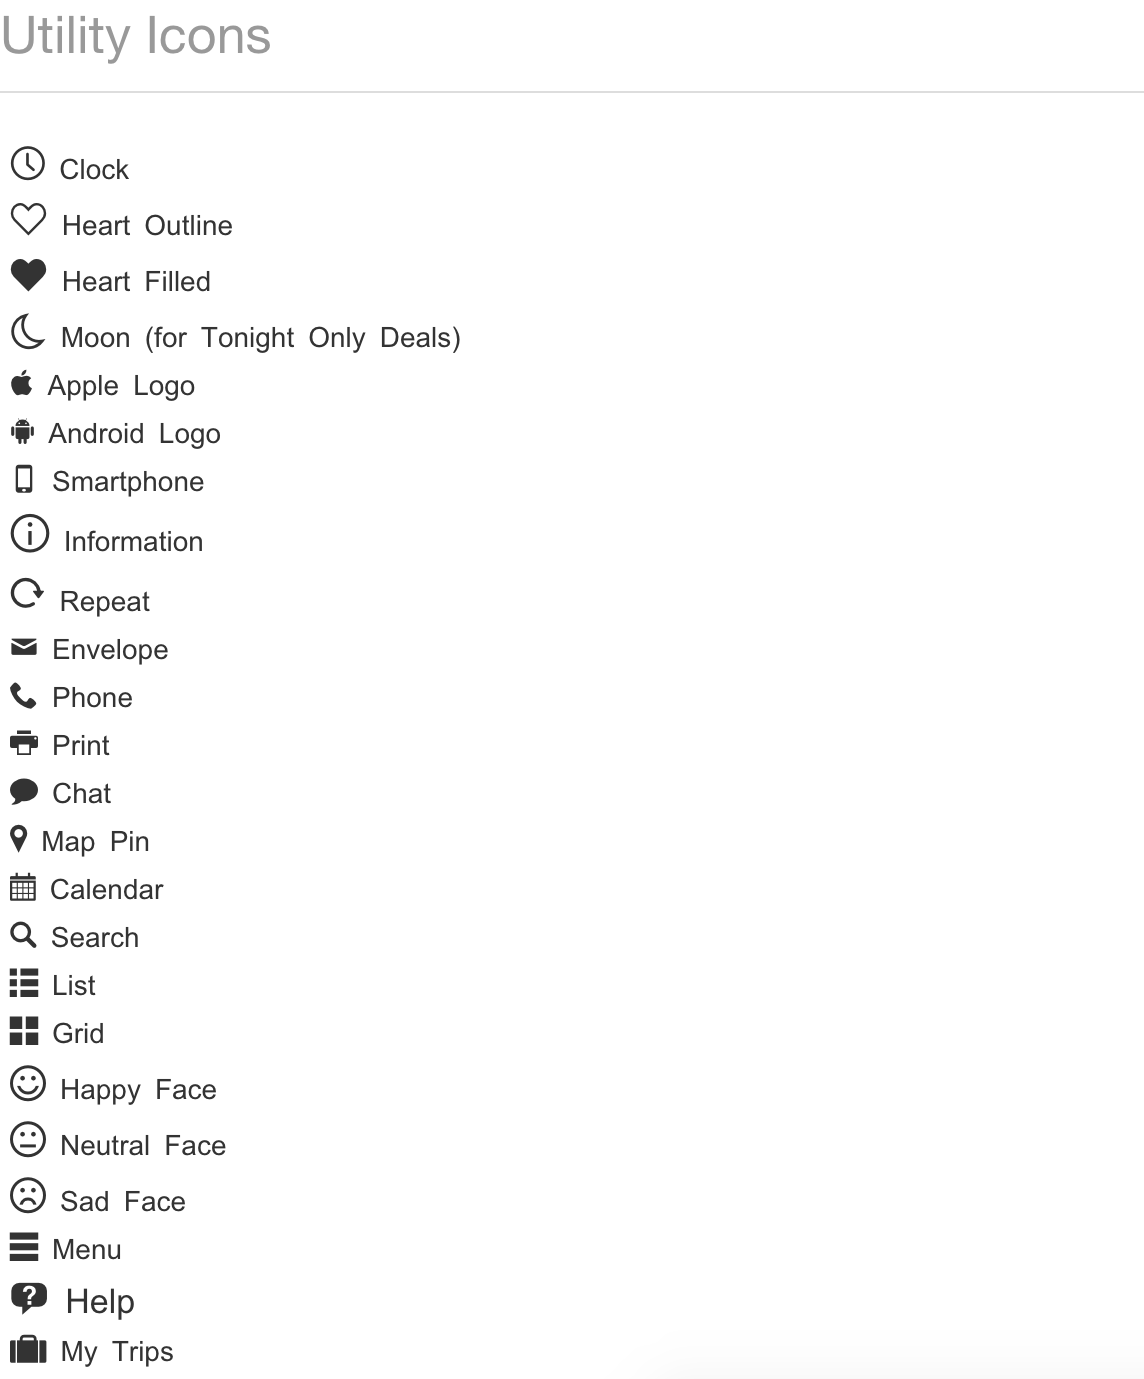 Utility Icons
Clock
Heart Outline
Heart Filled
Moon (for Tonight Only Deals)
Apple Logo
Android Logo
Smartphone
Information
Repeat
Envelope
Phone
Print
Chat
Map Pin
Calendar
Search
List
Grid
Happy Face
Neutral Face
Sad Face
Menu
Help
My Trips